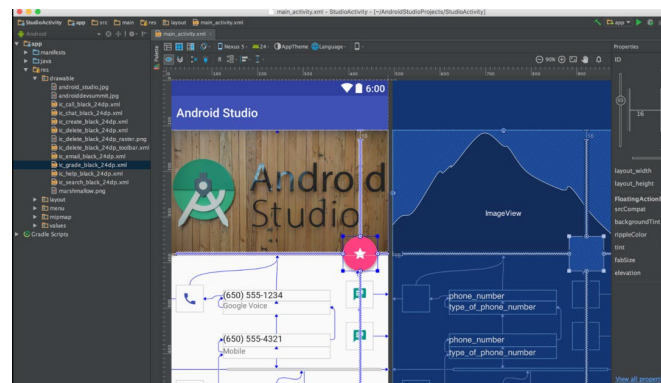 main_activity.xml - StudioActivity - [~/AndroidStudioProjects/StudioActivity]
StudioActivity app src main res layout main_activity.xml
app
Android
main_activity.xml
Palette
Nexus 5 24 AppTheme Language
Properties
90%
ID
app
manifests
java
res
drawable
android_studio.jpg
androiddevsummit.jpg
ic_call_black_24dp.xml
ic_chat_black_24dp.xml
ic_create_black_24dp.xml
ic_delete_black_24dp.xml
ic_delete_black_24dp_raster.png
ic_delete_black_24dp_toolbar.xml
ic_email_black_24dp.xml
ic_grade_black_24dp.xml
ic_help_black_24dp.xml
ic_search_black_24dp.xml
marshmallow.png
layout
menu
mipmap
values
Gradle Scripts
6:00
Android Studio
Android
Studio
(650) 555-1234
Google Voice
(650) 555-4321
Mobile
ImageView
phone_number
type_of_phone_number
phone_number
type_of_phone_number
16
layout_width
layout_height
FloatingActionB
srcCompat
backgroundTint
rippleColor
tint
fabSize
elevation
View all propert